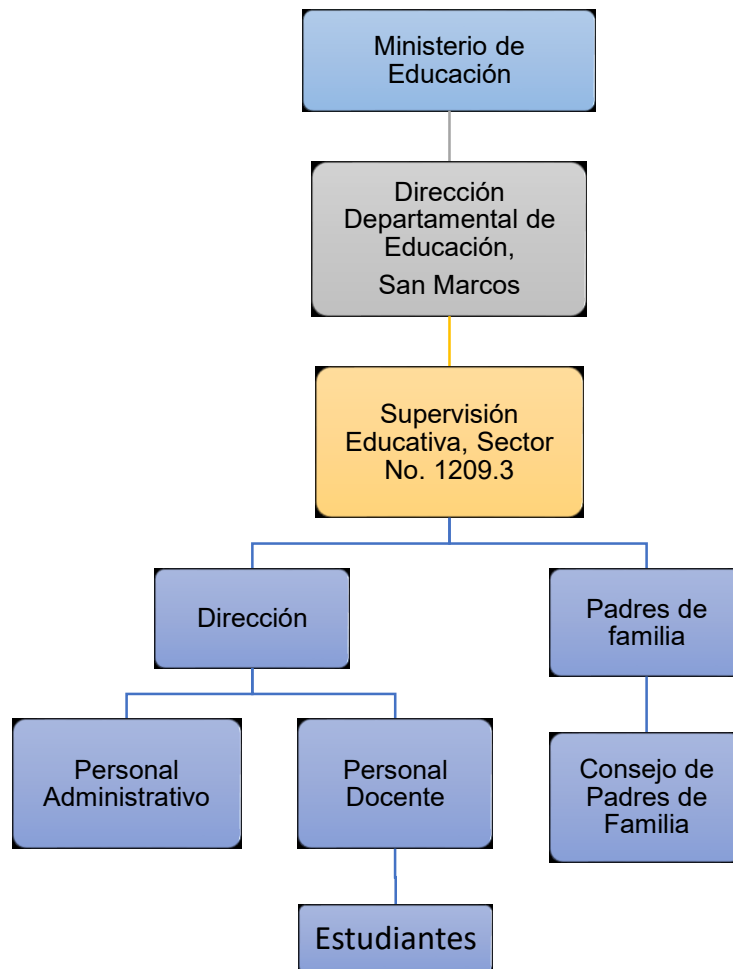 Ministerio de
Educación
Dirección
Departamental de
Educación,
San Marcos
Supervisión
Educativa, Sector
No. 1209.3
Dirección
Padres de
familia
Personal
Administrativo
Personal
Docente
Consejo de
Padres de
Familia
Estudiantes